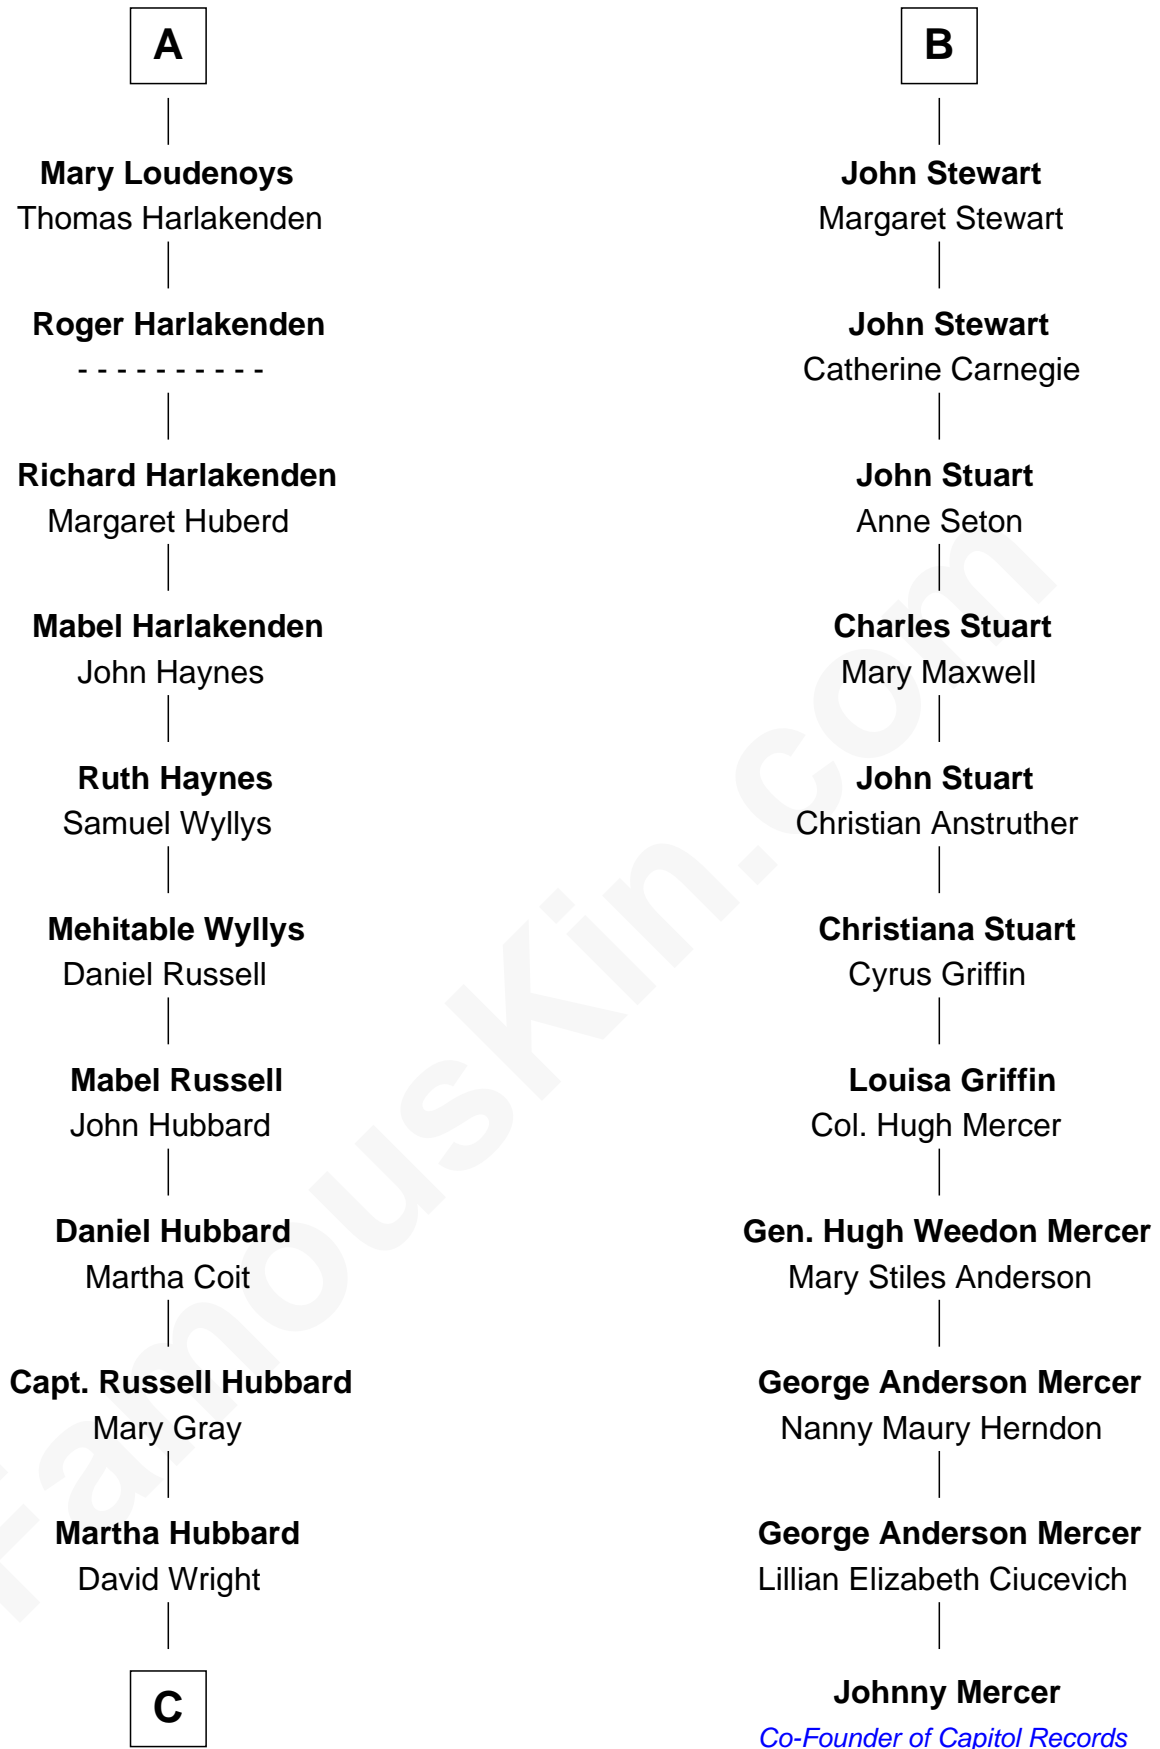 A
Mary Loudenoys
Thomas Harlakenden
Roger Harlakenden
- - - - - - - - - -
Richard Harlakenden
Margaret Huberd
Mabel Harlakenden
John Haynes
Ruth Haynes
Samuel Wyllys
Mehitable Wyllys
Daniel Russell
Mabel Russell
John Hubbard
Daniel Hubbard
Martha Coit
Capt. Russell Hubbard
Mary Gray
Martha Hubbard
David Wright
C
B
John Stewart
Margaret Stewart
John Stewart
Catherine Carnegie
John Stuart
Anne Seton
Charles Stuart
Mary Maxwell
John Stuart
Christian Anstruther
Christiana Stuart
Cyrus Griffin
Louisa Griffin
Col. Hugh Mercer
Gen. Hugh Weedon Mercer
Mary Stiles Anderson
George Anderson Mercer
Nanny Maury Herndon
George Anderson Mercer
Lillian Elizabeth Ciucevich
Johnny Mercer
Co-Founder of Capitol Records
FamousKin.com